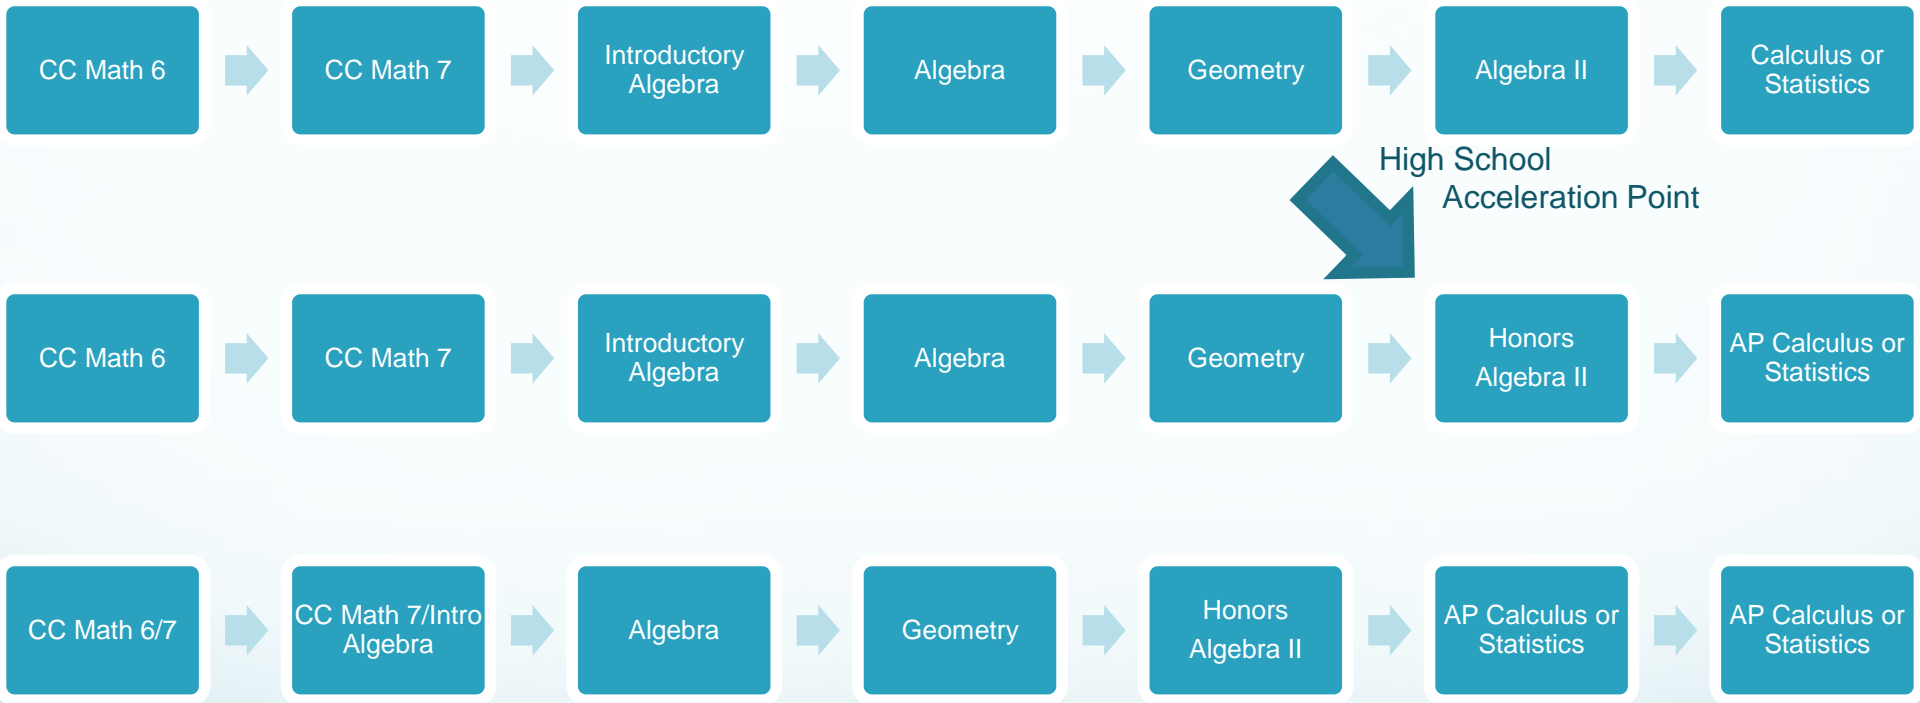 CC Math 6
CC Math 7
Introductory
Algebra
Algebra
Geometry
Algebra II
Calculus or
Statistics
High School
Acceleration Point
CC Math 6
CC Math 7
Introductory
Algebra
Algebra
Geometry
Honors
Algebra II
AP Calculus or
Statistics
CC Math 6/7
CC Math 7/Intro
Algebra
Algebra
Geometry
Honors
Algebra II
AP Calculus or
Statistics
AP Calculus or
Statistics